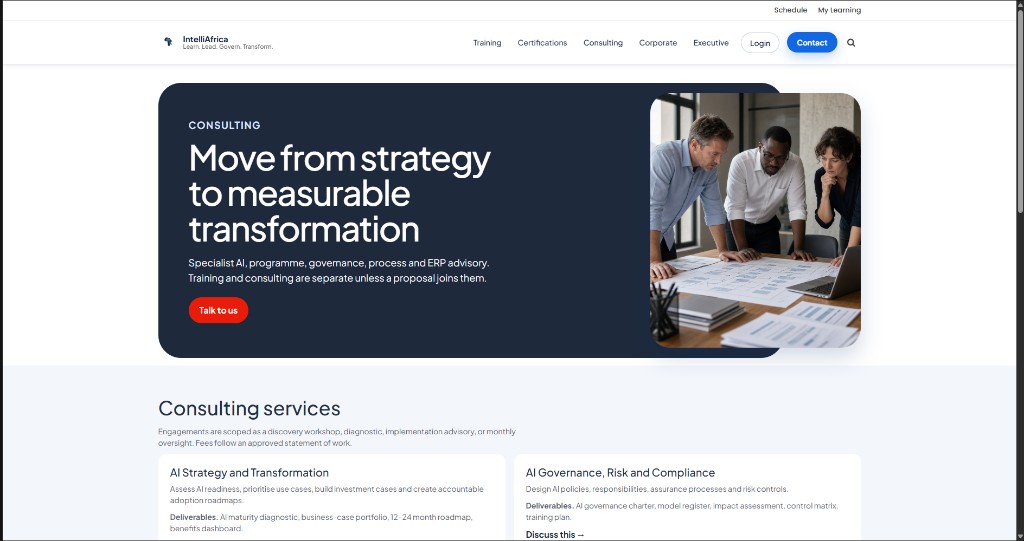 Schedule My Learning
IntelliAfrica
Learn. Lead. Govern. Transform.
Training Certifications Consulting Corporate Executive Login Contact
CONSULTING
Move from strategy
to measurable
transformation
Specialist AI, programme, governance, process and ERP advisory.
Training and consulting are separate unless a proposal joins them.
Talk to us
Consulting services
Engagements are scoped as a discovery workshop, diagnostic, implementation advisory, or monthly
oversight. Fees follow an approved statement of work.
AI Strategy and Transformation
Assess AI readiness, prioritise use cases, build investment cases and create accountable
adoption roadmaps.
Deliverables. AI maturity diagnostic, business-case portfolio, 12–24 month roadmap,
benefits dashboard.
AI Governance, Risk and Compliance
Design AI policies, responsibilities, assurance processes and risk controls.
Deliverables. AI governance charter, model register, impact assessment, control matrix,
training plan.
Discuss this →